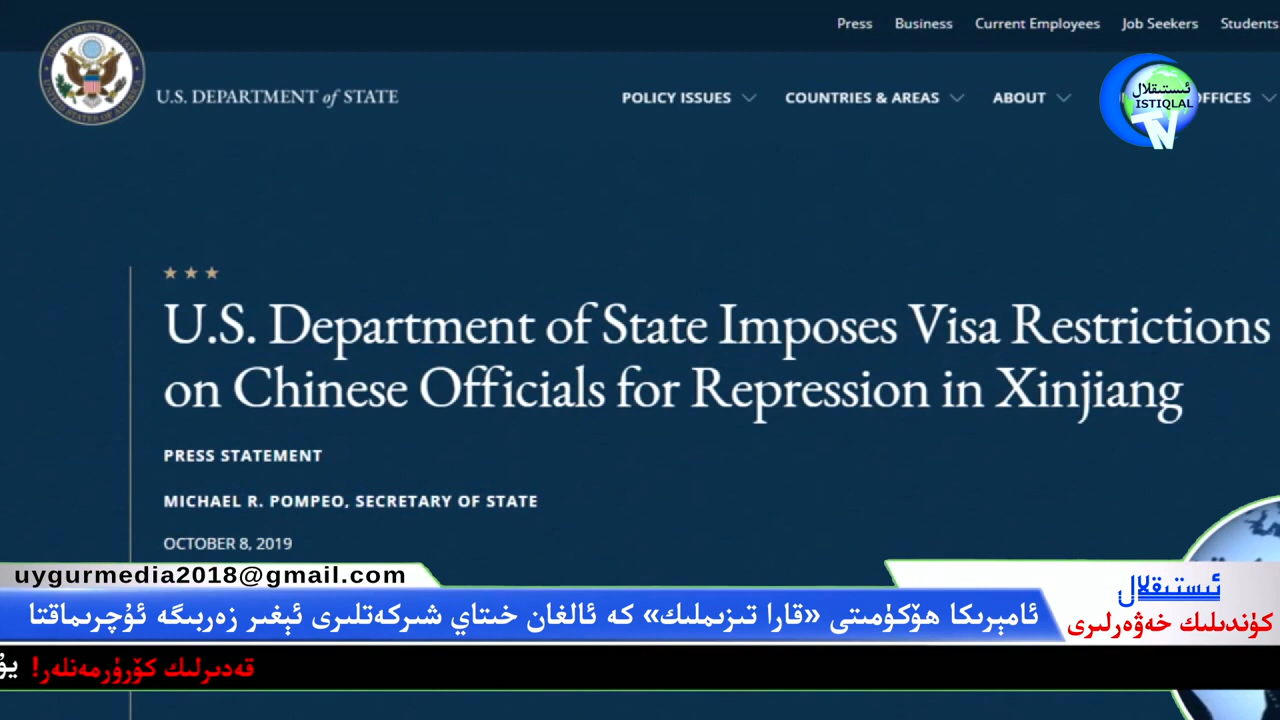 Press Business Current Employees Job Seekers Students
U.S. DEPARTMENT of STATE
POLICY ISSUES COUNTRIES & AREAS ABOUT OFFICES
ئىستىقلال
ISTIQLAL
TV
U.S. Department of State Imposes Visa Restrictions
on Chinese Officials for Repression in Xinjiang
PRESS STATEMENT
MICHAEL R. POMPEO, SECRETARY OF STATE
OCTOBER 8, 2019
uygurmedia2018@gmail.com
ئىستىقلال
كۈندىلىك خەۋەرلىرى
ئامېرىكا ھۆكۈمىتى «قارا تىزىملىك» كە ئالغان خىتاي شىركەتلىرى ئېغىر زەربىگە ئۇچرىماقتا
قەدىرلىك كۆرۈرمەنلەر!